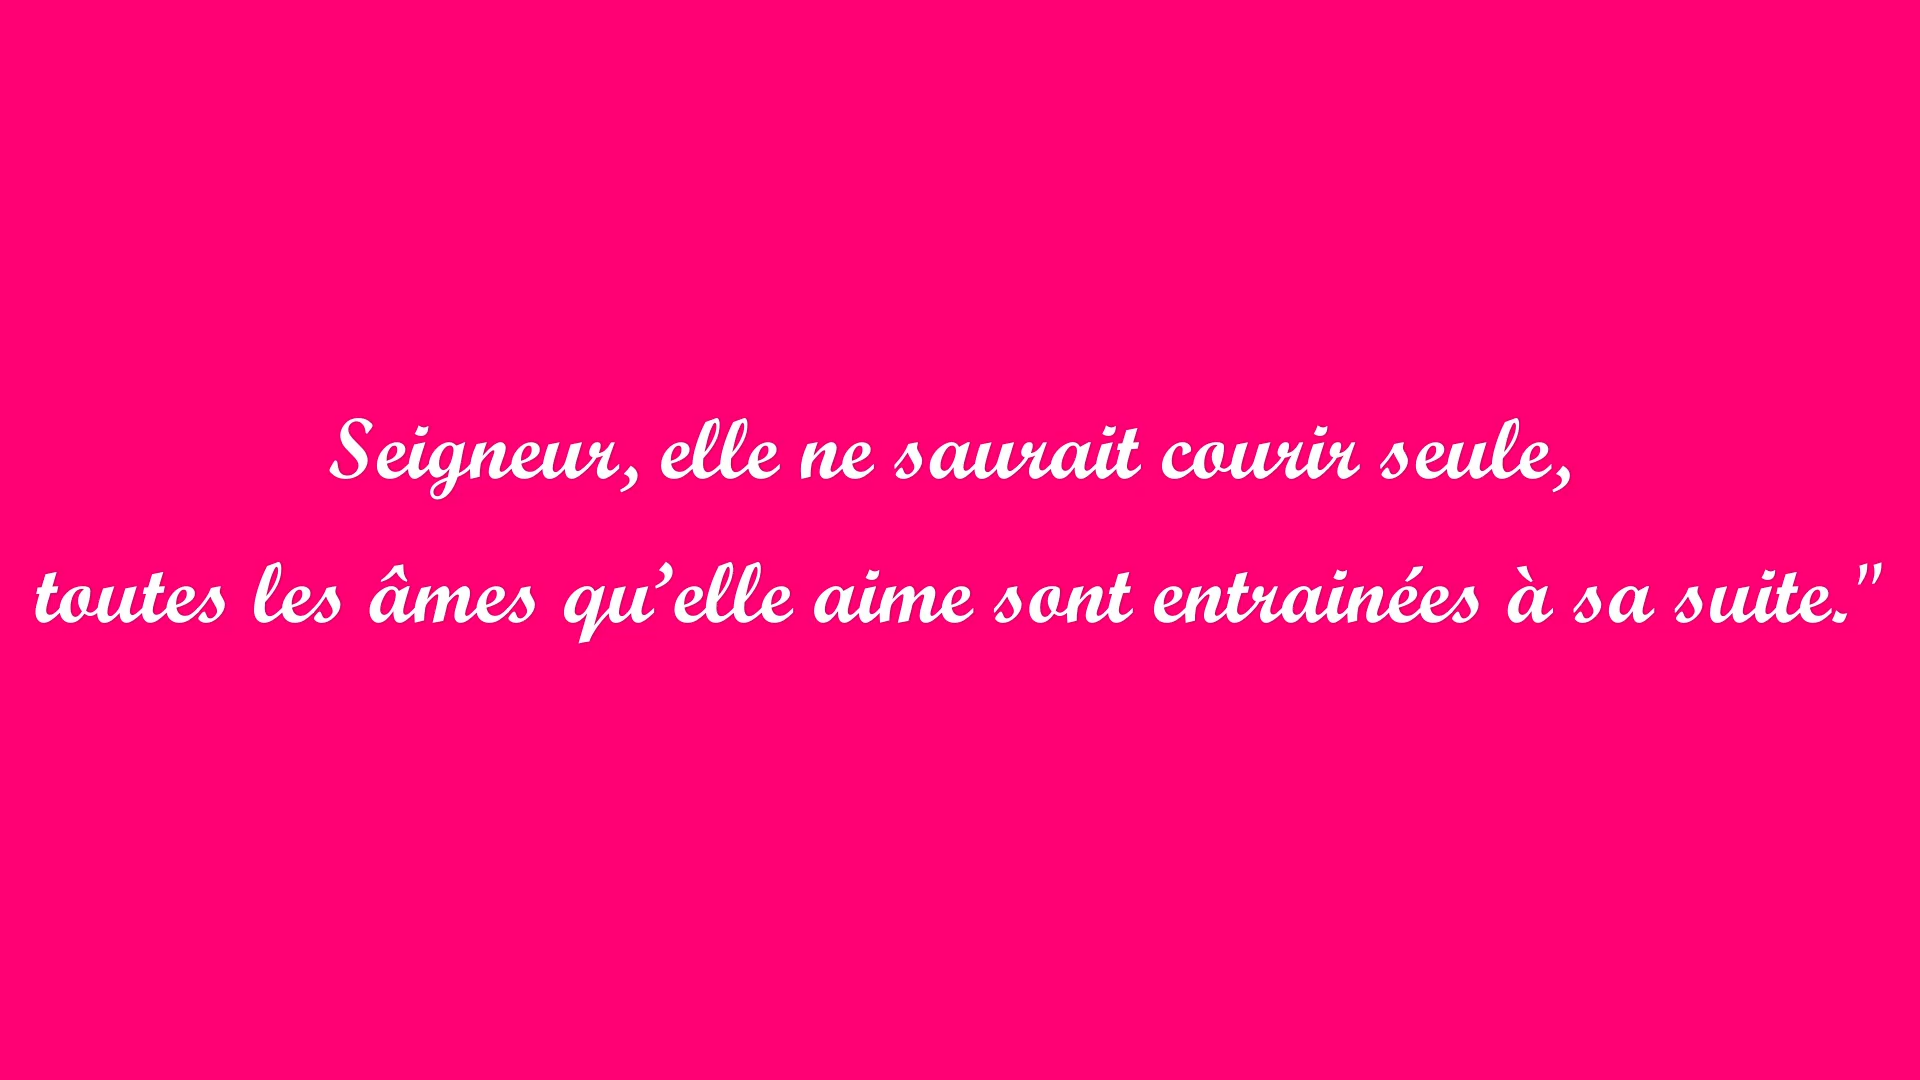 Seigneur, elle ne saurait courir seule,
toutes les âmes qu’elle aime sont entrainées à sa suite."